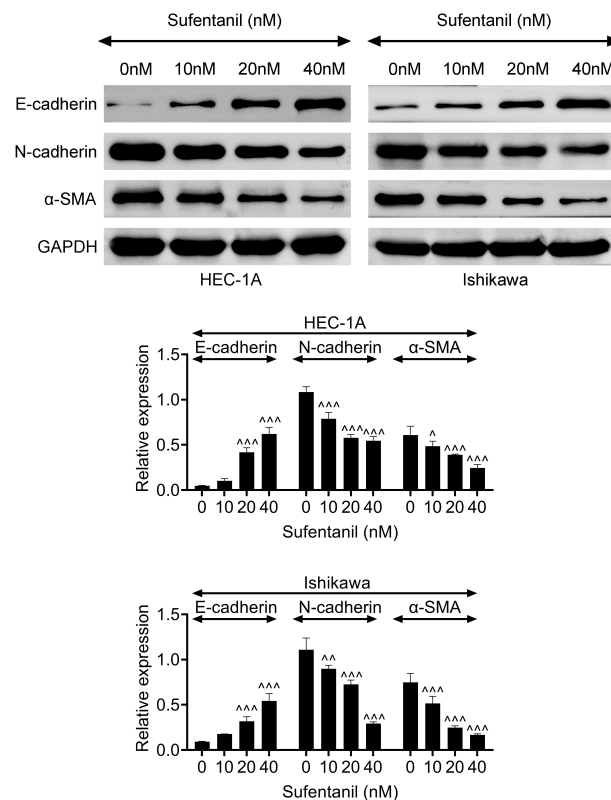 Sufentanil (nM) Sufentanil (nM)
0nM 10nM 20nM 40nM 0nM 10nM 20nM 40nM
E-cadherin
N-cadherin
α-SMA
GAPDH
HEC-1A Ishikawa
HEC-1A
E-cadherin N-cadherin α-SMA
Relative expression
1.5
1.0
0.5
0.0
^^^ ^^^ ^^^ ^^^ ^^^ ^ ^^^ ^^^
0 10 20 40 0 10 20 40 0 10 20 40
Sufentanil (nM)
Ishikawa
E-cadherin N-cadherin α-SMA
Relative expression
1.5
1.0
0.5
0.0
^^^ ^^^ ^^ ^^^ ^^^ ^^^ ^^^ ^^^
0 10 20 40 0 10 20 40 0 10 20 40
Sufentanil (nM)